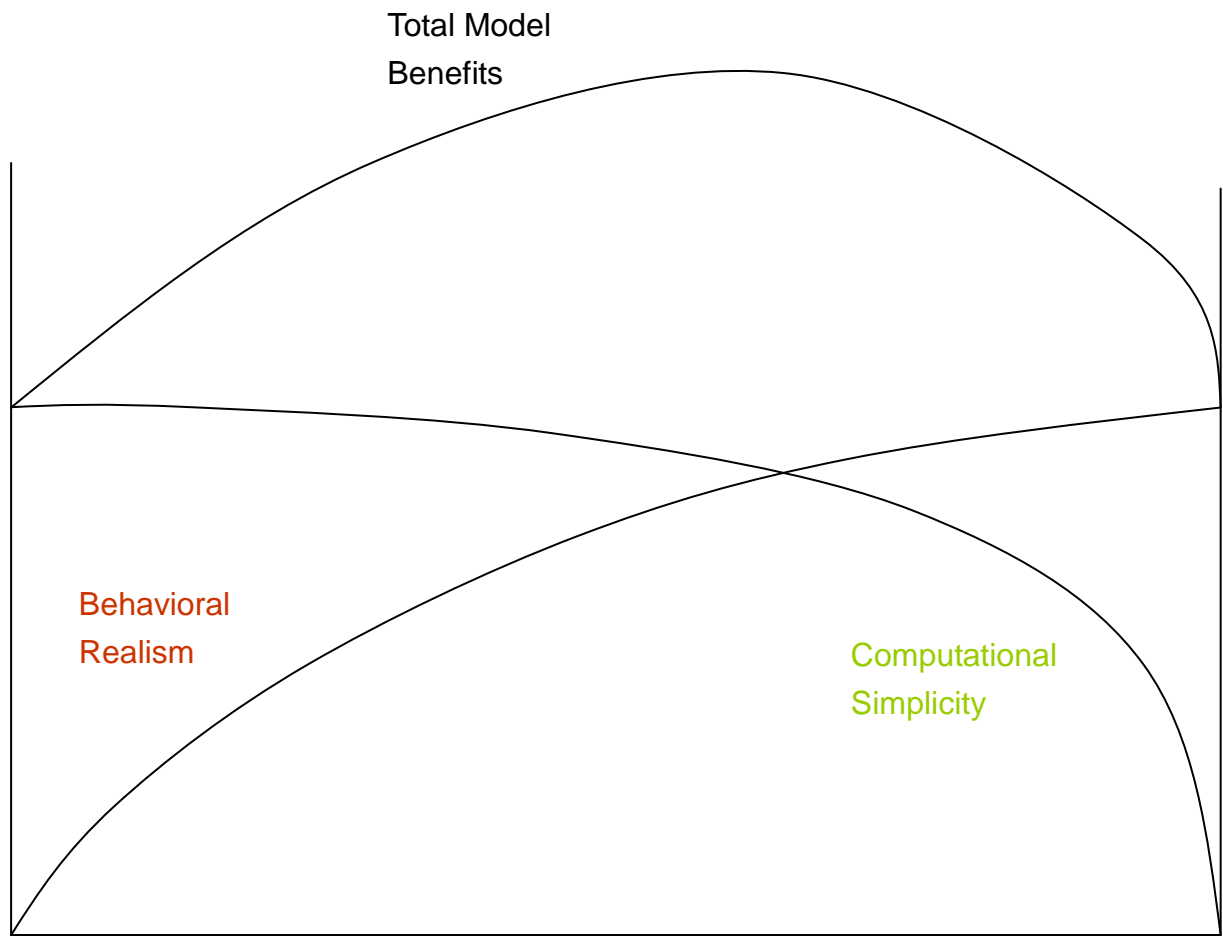 Total Model
Benefits
Behavioral
Realism
Computational
Simplicity